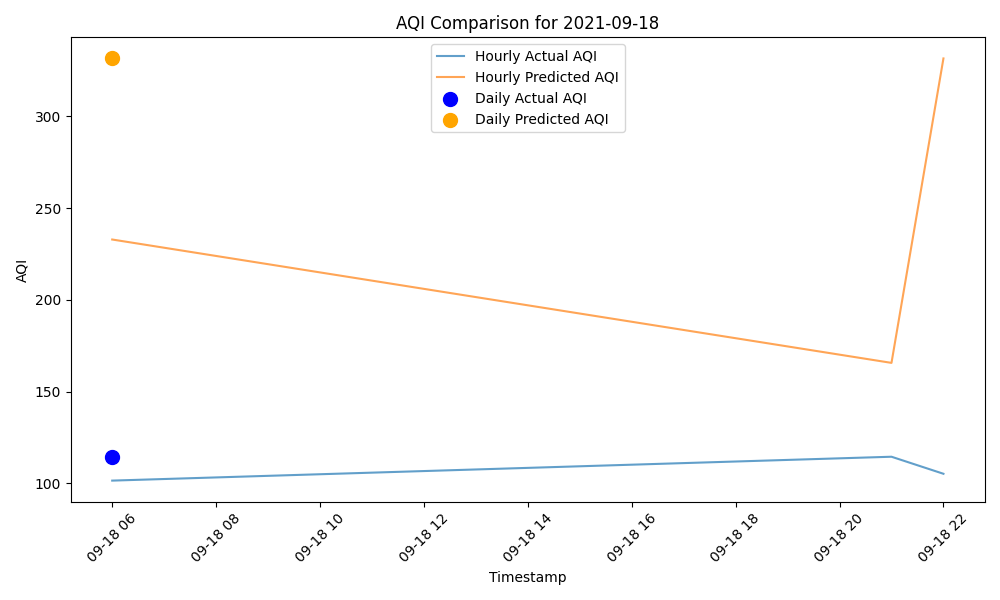 AQI Comparison for 2021-09-18
Hourly Actual AQI
Hourly Predicted AQI
Daily Actual AQI
Daily Predicted AQI
AQI
300
250
200
150
100
09-18 06
09-18 08
09-18 10
09-18 12
09-18 14
09-18 16
09-18 18
09-18 20
09-18 22
Timestamp